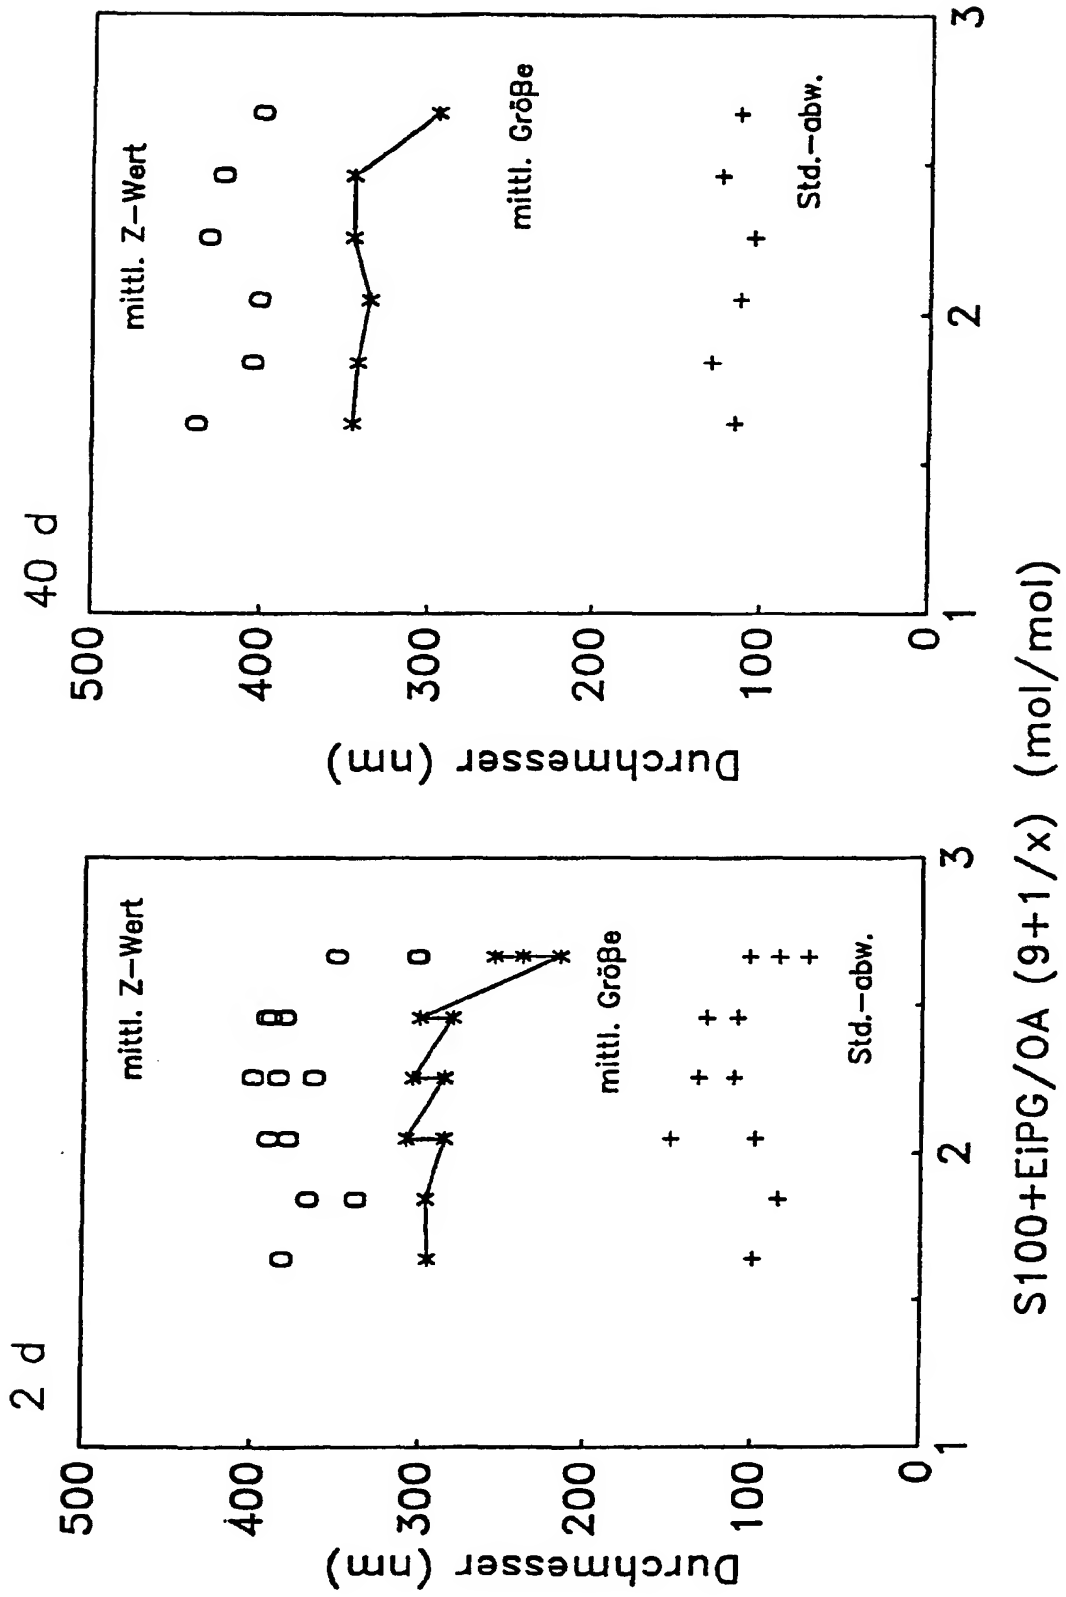 2 d
Durchmesser (nm)
500
400
300
200
100
0
1
2
3
mittl. Z–Wert
mittl. Größe
Std.–abw.
40 d
Durchmesser (nm)
500
400
300
200
100
0
1
2
3
mittl. Z–Wert
mittl. Größe
Std.–abw.
S100+EiPG/OA (9+1/x) (mol/mol)